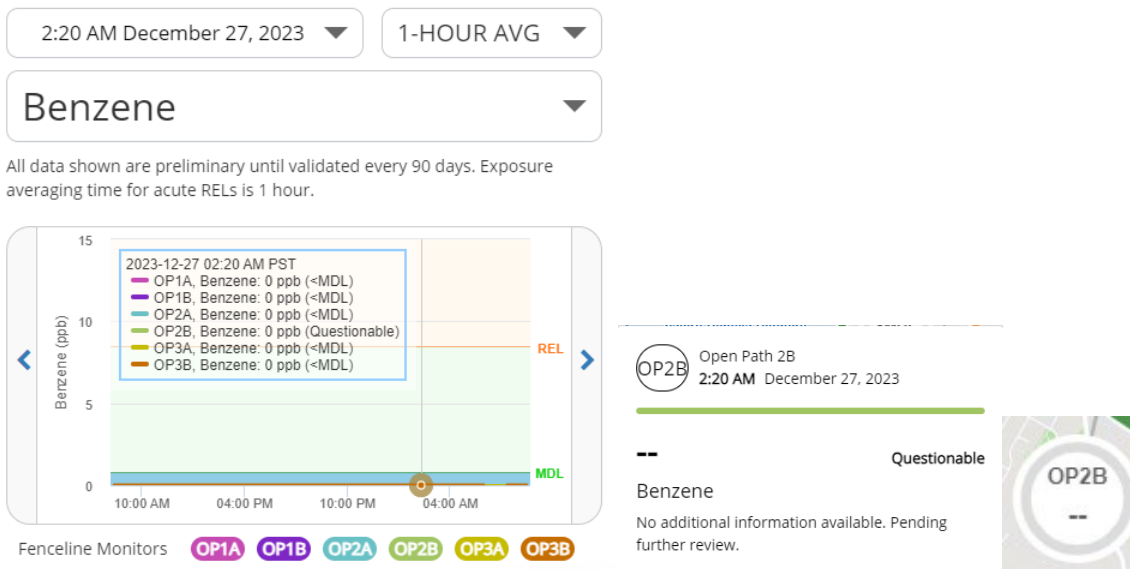 2:20 AM December 27, 2023
1-HOUR AVG
Benzene
All data shown are preliminary until validated every 90 days. Exposure
averaging time for acute RELs is 1 hour.
15
10
5
0
Benzene (ppb)
2023-12-27 02:20 AM PST
OP1A, Benzene: 0 ppb (<MDL)
OP1B, Benzene: 0 ppb (<MDL)
OP2A, Benzene: 0 ppb (<MDL)
OP2B, Benzene: 0 ppb (Questionable)
OP3A, Benzene: 0 ppb (<MDL)
OP3B, Benzene: 0 ppb (<MDL)
REL
MDL
10:00 AM 04:00 PM 10:00 PM 04:00 AM
Fenceline Monitors OP1A OP1B OP2A OP2B OP3A OP3B
OP2B
Open Path 2B
2:20 AM December 27, 2023
-- Questionable
Benzene
No additional information available. Pending
further review.
OP2B
--